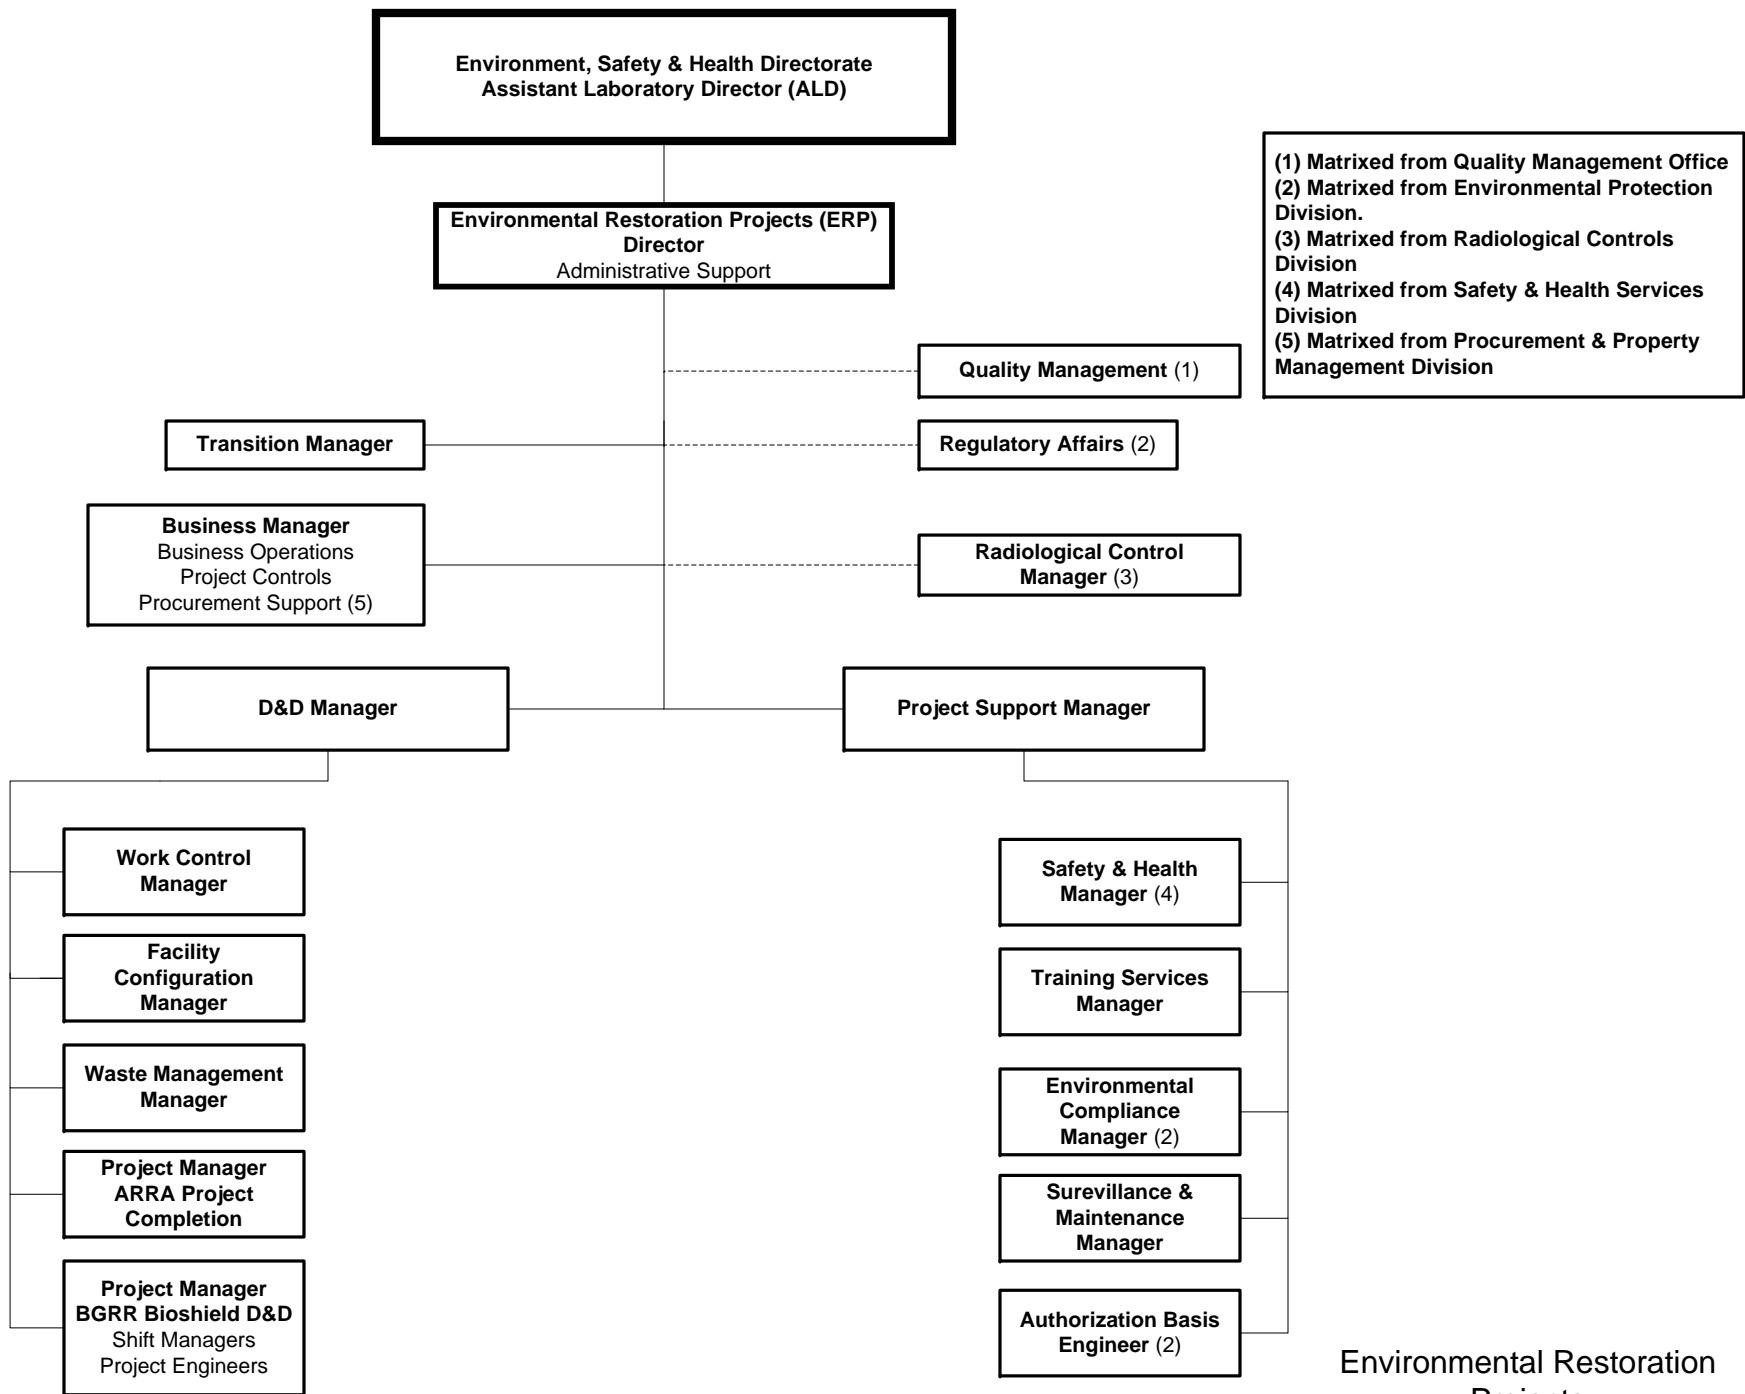 Environment, Safety & Health Directorate
Assistant Laboratory Director (ALD)
(1) Matrixed from Quality Management Office
(2) Matrixed from Environmental Protection
Division.
(3) Matrixed from Radiological Controls
Division
(4) Matrixed from Safety & Health Services
Division
(5) Matrixed from Procurement & Property
Management Division
Environmental Restoration Projects (ERP)
Director
Administrative Support
Quality Management (1)
Transition Manager
Regulatory Affairs (2)
Business Manager
Business Operations
Project Controls
Procurement Support (5)
Radiological Control
Manager (3)
D&D Manager
Project Support Manager
Work Control
Manager
Facility
Configuration
Manager
Waste Management
Manager
Project Manager
ARRA Project
Completion
Project Manager
BGRR Bioshield D&D
Shift Managers
Project Engineers
Safety & Health
Manager (4)
Training Services
Manager
Environmental
Compliance
Manager (2)
Surevillance &
Maintenance
Manager
Authorization Basis
Engineer (2)
Environmental Restoration
Projects